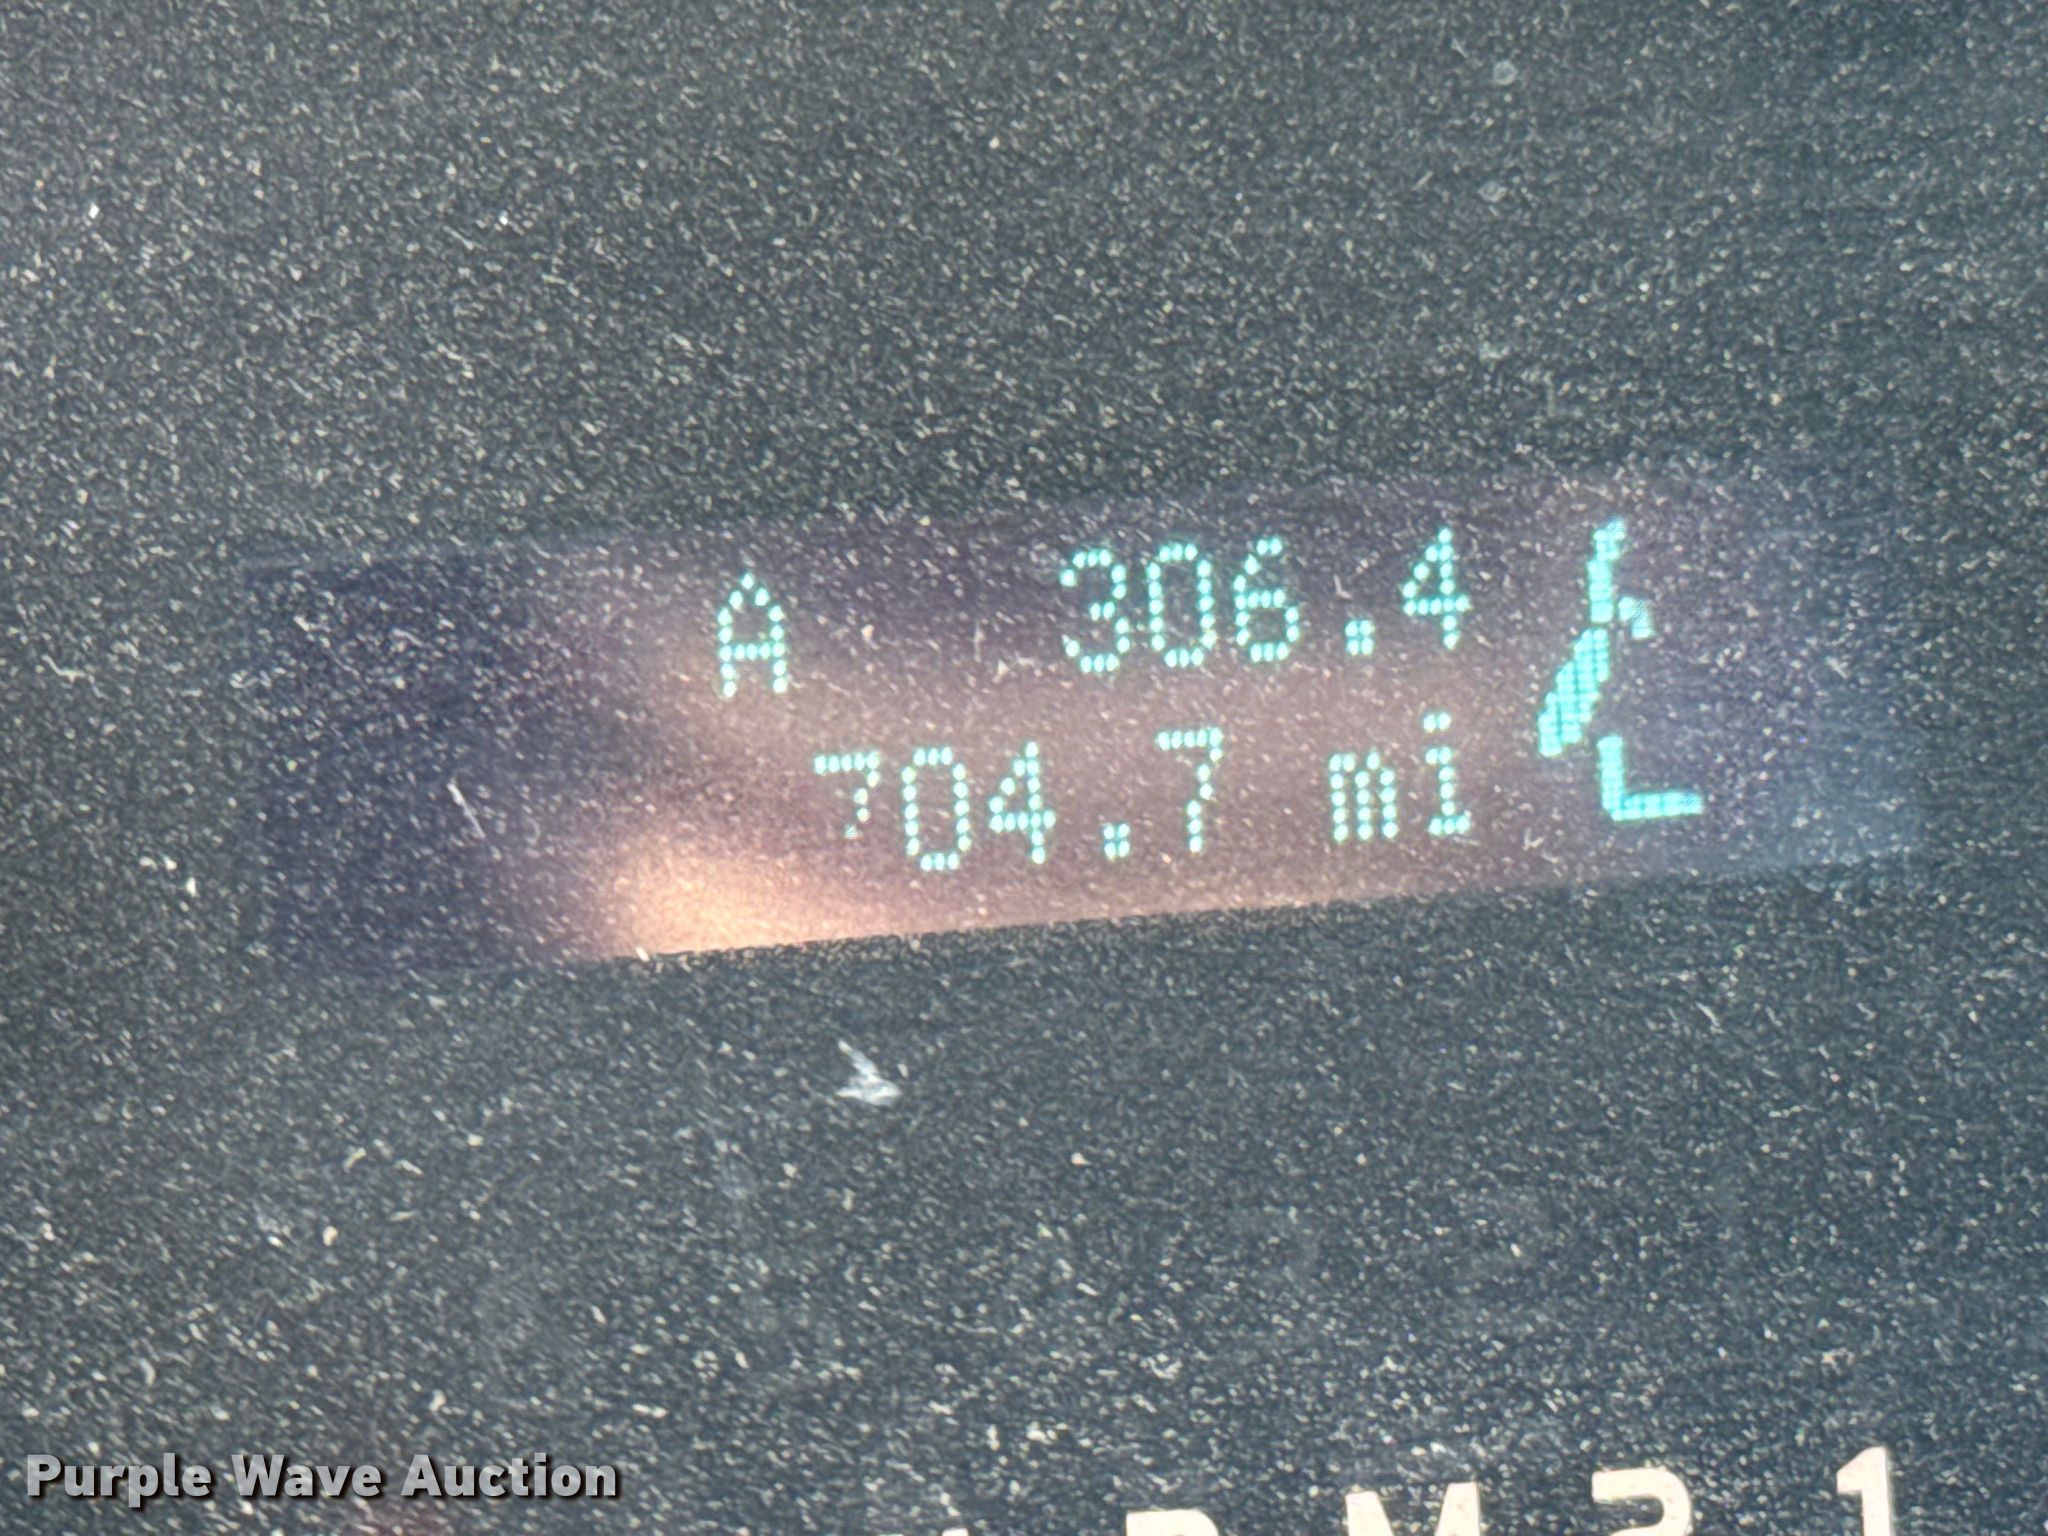 A 306.4
704.7 mi
Purple Wave Auction